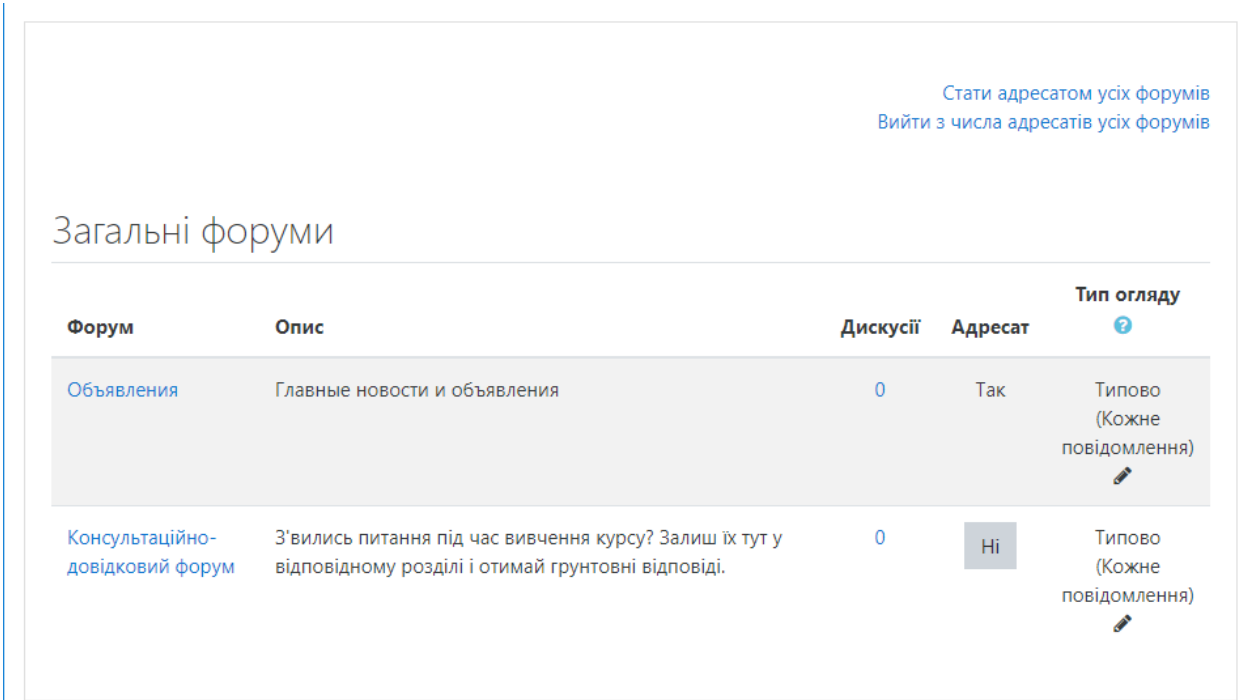 Стати адресатом усіх форумів
Вийти з числа адресатів усіх форумів
Загальні форуми
Форум Опис Дискусії Адресат Тип огляду
Объявления Главные новости и объявления 0 Так Типово
(Кожне
повідомлення)
Консультаційно- З'вились питання під час вивчення курсу? Залиш їх тут у 0 Ні Типово
довідковий форум відповідному розділі і отимай грунтовні відповіді. (Кожне
повідомлення)